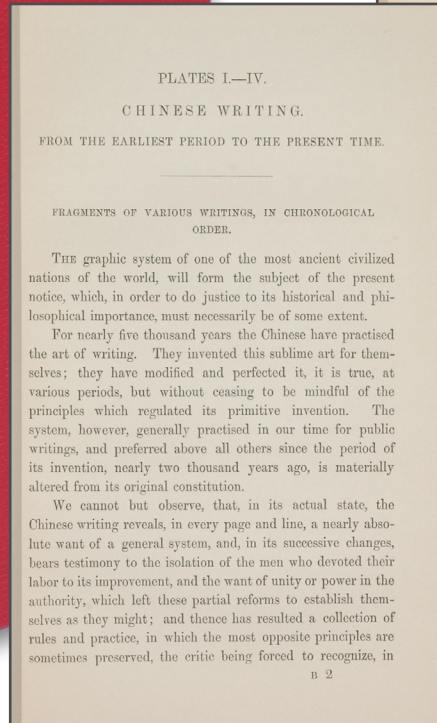 PLATES I.—IV.
CHINESE WRITING.
FROM THE EARLIEST PERIOD TO THE PRESENT TIME.
FRAGMENTS OF VARIOUS WRITINGS, IN CHRONOLOGICAL
ORDER.
THE graphic system of one of the most ancient civilized
nations of the world, will form the subject of the present
notice, which, in order to do justice to its historical and phi-
losophical importance, must necessarily be of some extent.
For nearly five thousand years the Chinese have practised
the art of writing. They invented this sublime art for them-
selves; they have modified and perfected it, it is true, at
various periods, but without ceasing to be mindful of the
principles which regulated its primitive invention. The
system, however, generally practised in our time for public
writings, and preferred above all others since the period of
its invention, nearly two thousand years ago, is materially
altered from its original constitution.
We cannot but observe, that, in its actual state, the
Chinese writing reveals, in every page and line, a nearly abso-
lute want of a general system, and, in its successive changes,
bears testimony to the isolation of the men who devoted their
labor to its improvement, and the want of unity or power in the
authority, which left these partial reforms to establish them-
selves as they might; and thence has resulted a collection of
rules and practice, in which the most opposite principles are
sometimes preserved, the critic being forced to recognize, in
B 2